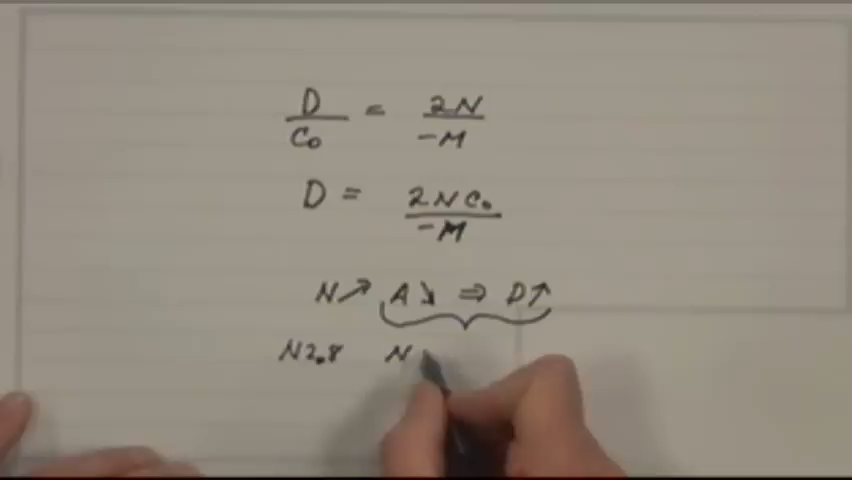 D/C₀ = 2N/-M
D = 2NC₀/-M
N↗ A↘ ⇒ D↑
N2.8 N